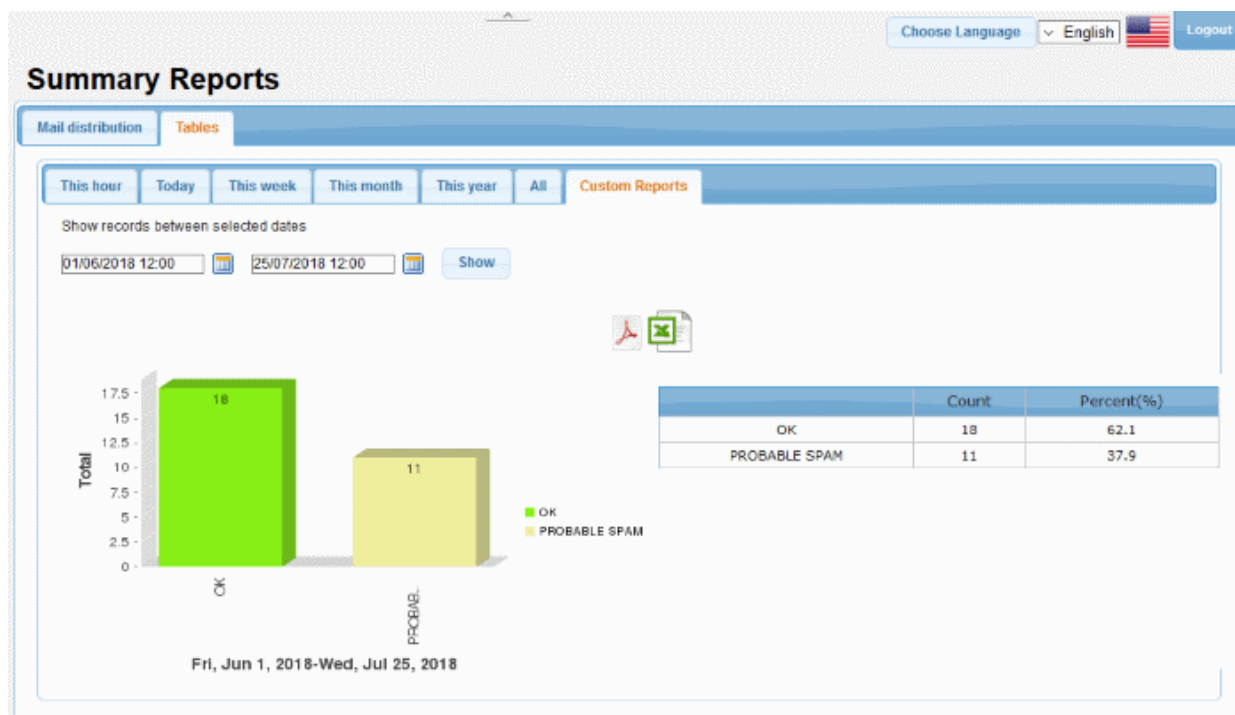 Choose Language English Logout
Summary Reports
Mail distribution Tables
This hour Today This week This month This year All Custom Reports
Show records between selected dates
01/06/2018 12:00 25/07/2018 12:00 Show
Count Percent(%)
OK 18 62.1
PROBABLE SPAM 11 37.9
Total
17.5
15
12.5
10
7.5
5
2.5
0
18
11
OK
PROBAB..
OK
PROBABLE SPAM
Fri, Jun 1, 2018-Wed, Jul 25, 2018